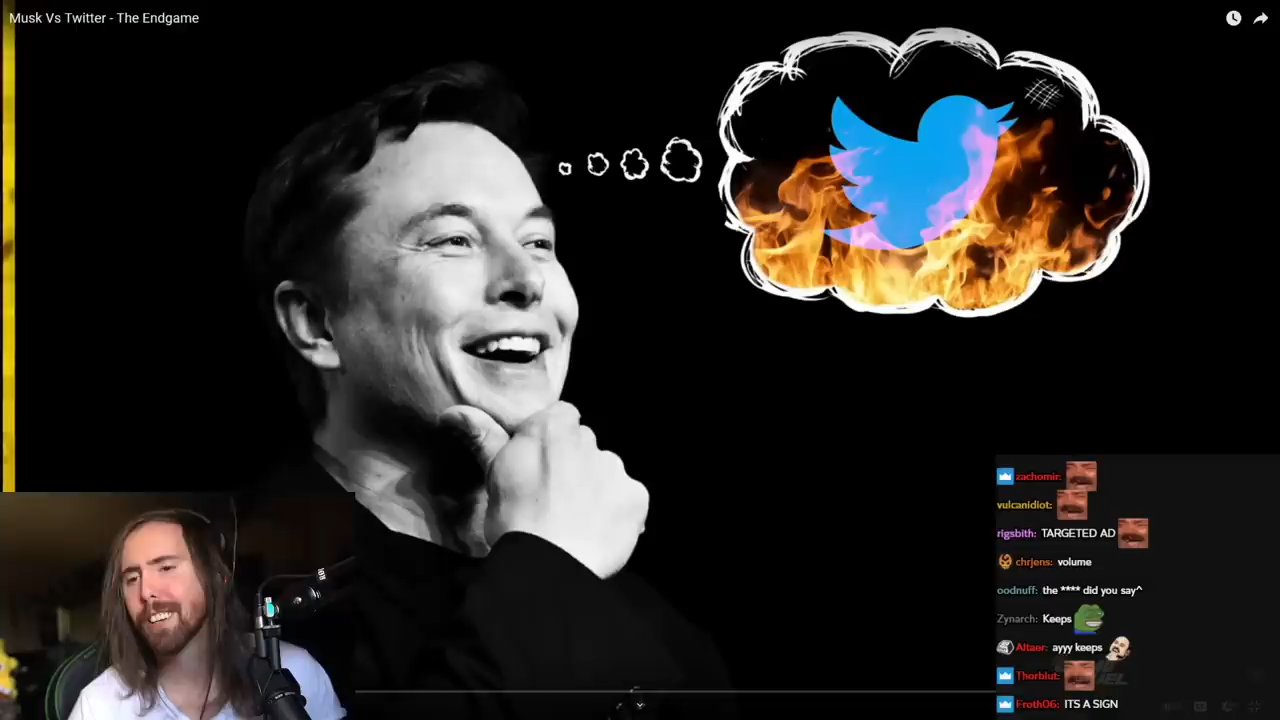 Musk Vs Twitter - The Endgame
zachomir:
vulcanidiot:
rigsbith: TARGETED AD
chrjens: volume
oodnuff: the **** did you say^
Zynarch: Keeps
Altaer: ayyy keeps
Thorblut:
Froth06: ITS A SIGN